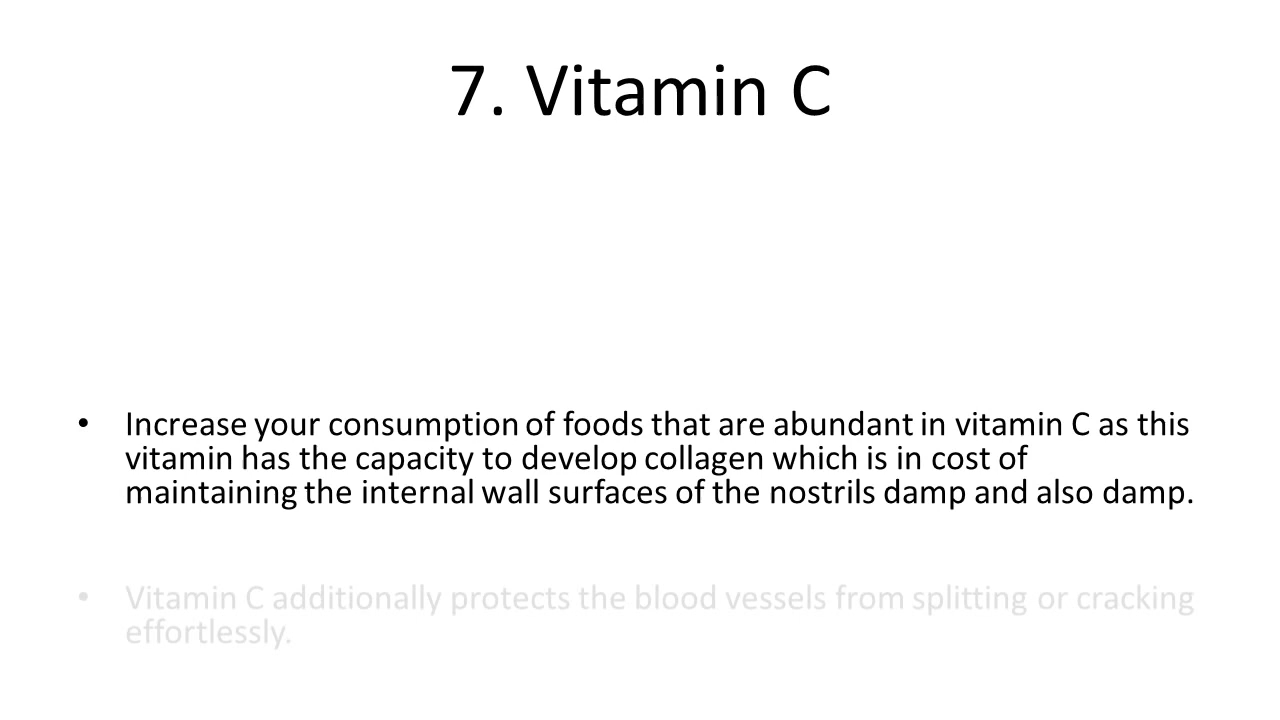 7. Vitamin C
• Increase your consumption of foods that are abundant in vitamin C as this
vitamin has the capacity to develop collagen which is in cost of
maintaining the internal wall surfaces of the nostrils damp and also damp.
• Vitamin C additionally protects the blood vessels from splitting or cracking
effortlessly.